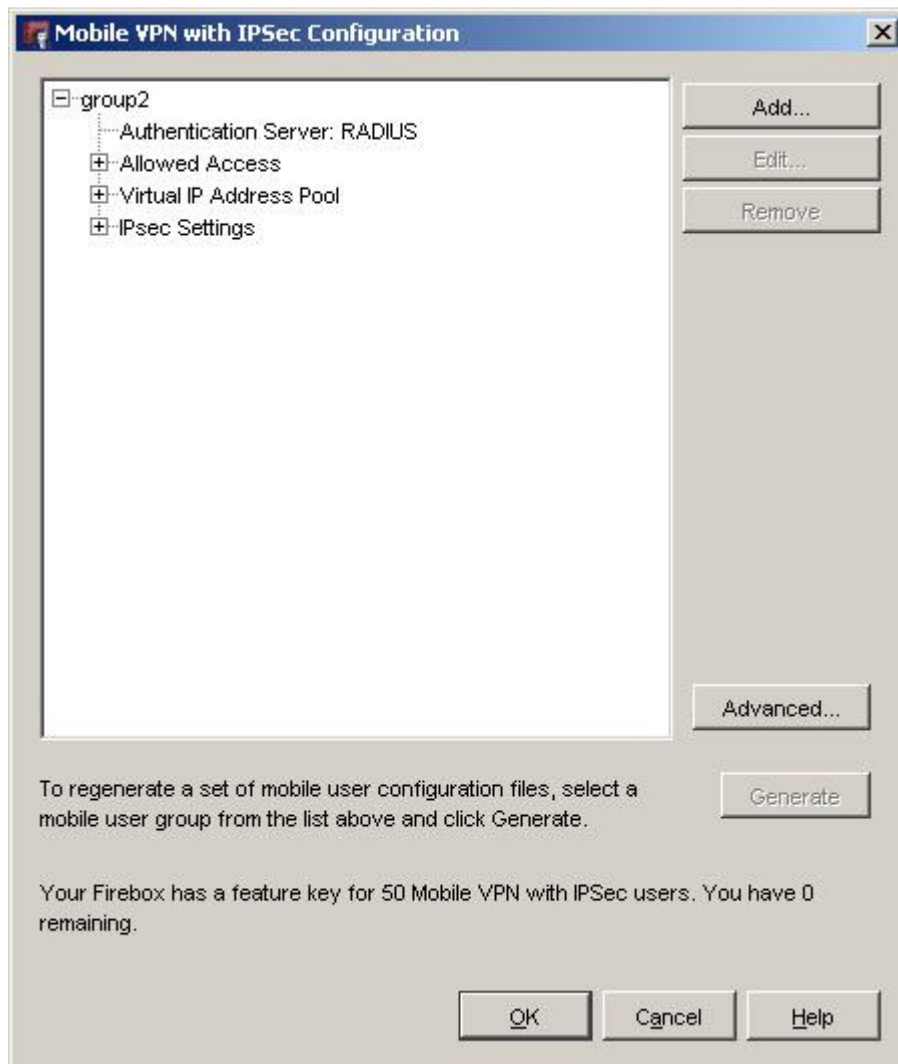 Mobile VPN with IPSec Configuration
group2
Authentication Server: RADIUS
Allowed Access
Virtual IP Address Pool
IPsec Settings
Add...
Edit...
Remove
Advanced...
To regenerate a set of mobile user configuration files, select a
mobile user group from the list above and click Generate.
Generate
Your Firebox has a feature key for 50 Mobile VPN with IPSec users. You have 0
remaining.
OK
Cancel
Help